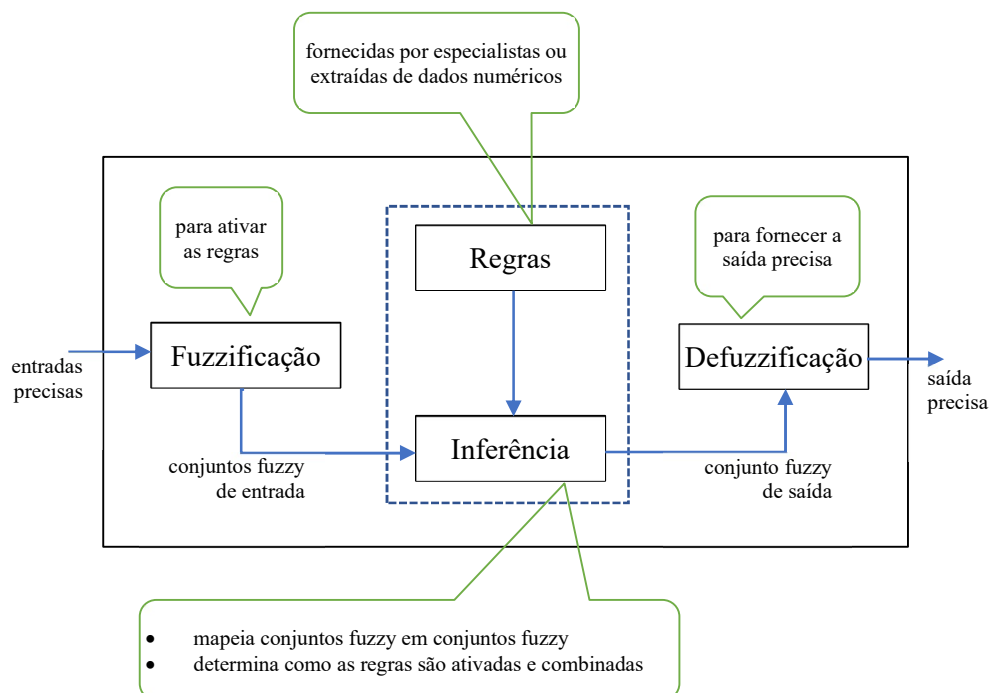 fornecidas por especialistas ou
extraídas de dados numéricos
para ativar
as regras
Regras
para fornecer a
saída precisa
entradas
precisas
Fuzzificação
Defuzzificação
saída
precisa
conjuntos fuzzy
de entrada
Inferência
conjunto fuzzy
de saída
• mapeia conjuntos fuzzy em conjuntos fuzzy
• determina como as regras são ativadas e combinadas